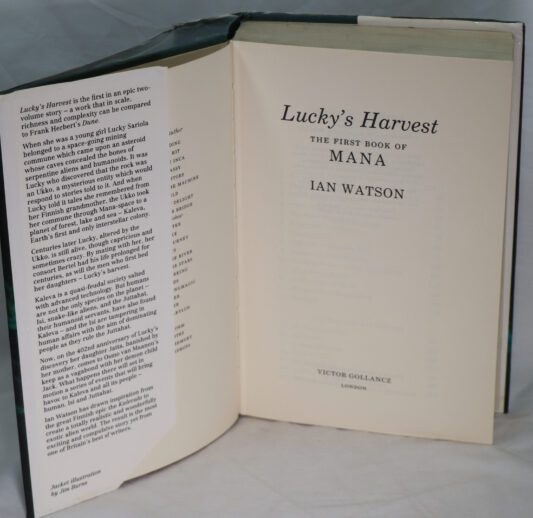 Lucky's Harvest is the first in an epic two-
volume story – a work that in scale,
richness and complexity can be compared
to Frank Herbert's Dune.
When she was a young girl Lucky Sariola
belonged to a space-going mining
commune which came upon an asteroid
whose caves concealed the bones of
serpentine aliens and humanoids. It was
Lucky who discovered that the rock was
an Ukko, a mysterious entity which would
respond to stories told to it. And when
Lucky told it tales she remembered from
her Finnish grandmother, the Ukko took
her commune through Mana-space to a
planet of forest, lake and sea – Kaleva,
Earth's first and only interstellar colony.
Centuries later Lucky, altered by the
Ukko, is still alive, though capricious and
sometimes crazy. By mating with her, her
consort Bertel had his life prolonged for
centuries, as will the men who first bed
her daughters – Lucky's harvest.
Kaleva is a quasi-feudal society salted
with advanced technology. But humans
are not the only species on the planet –
Isi, snake-like aliens, and the Juttahai,
their humanoid servants, have also found
Kaleva – and the Isi are tampering in
human affairs with the aim of dominating
people as they rule the Juttahai.
Now, on the 402nd anniversary of Lucky's
discovery her daughter Jatta, banished by
her mother, comes to Osmo van Maanen's
keep as a vagabond with her demon child
Jack. What happens there will set in
motion a series of events that will bring
havoc to Kaleva and all its people –
human, Isi and Juttahai.
Ian Watson has drawn inspiration from
the great Finnish epic the Kalevala to
create a totally realistic and wonderfully
exotic alien world. The result is the most
exciting and compulsive story yet from
one of Britain's best of writers.
Jacket illustration
by Jim Burns
Lucky's Harvest
THE FIRST BOOK OF
MANA
IAN WATSON
VICTOR GOLLANCZ
LONDON